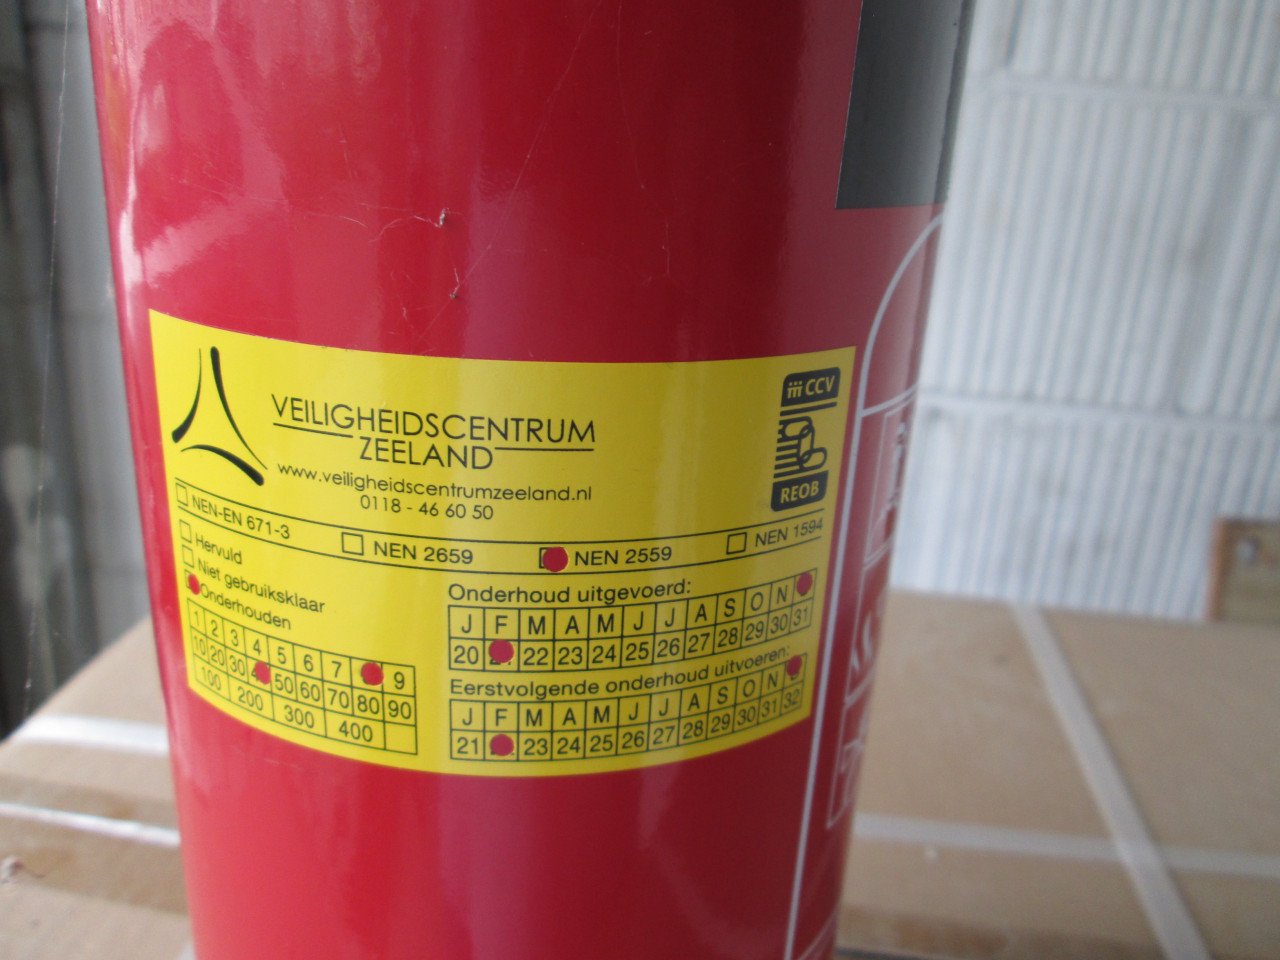 VEILIGHEIDSCENTRUM
ZEELAND
www.veiligheidscentrumzeeland.nl
0118 - 46 60 50
CCV
REOB
NEN-EN 671-3
NEN 2659
NEN 2559
NEN 1594
Hervuld
Niet gebruiksklaar
Onderhouden
1 2 3 4 5 6 7 9
10 20 30 50 60 70 80 90
100 200 300 400
Onderhoud uitgevoerd:
J F M A M J J A S O N
20 22 23 24 25 26 27 28 29 30 31
Eerstvolgende onderhoud uitvoeren:
J F M A M J J A S O N
21 23 24 25 26 27 28 29 30 31 32